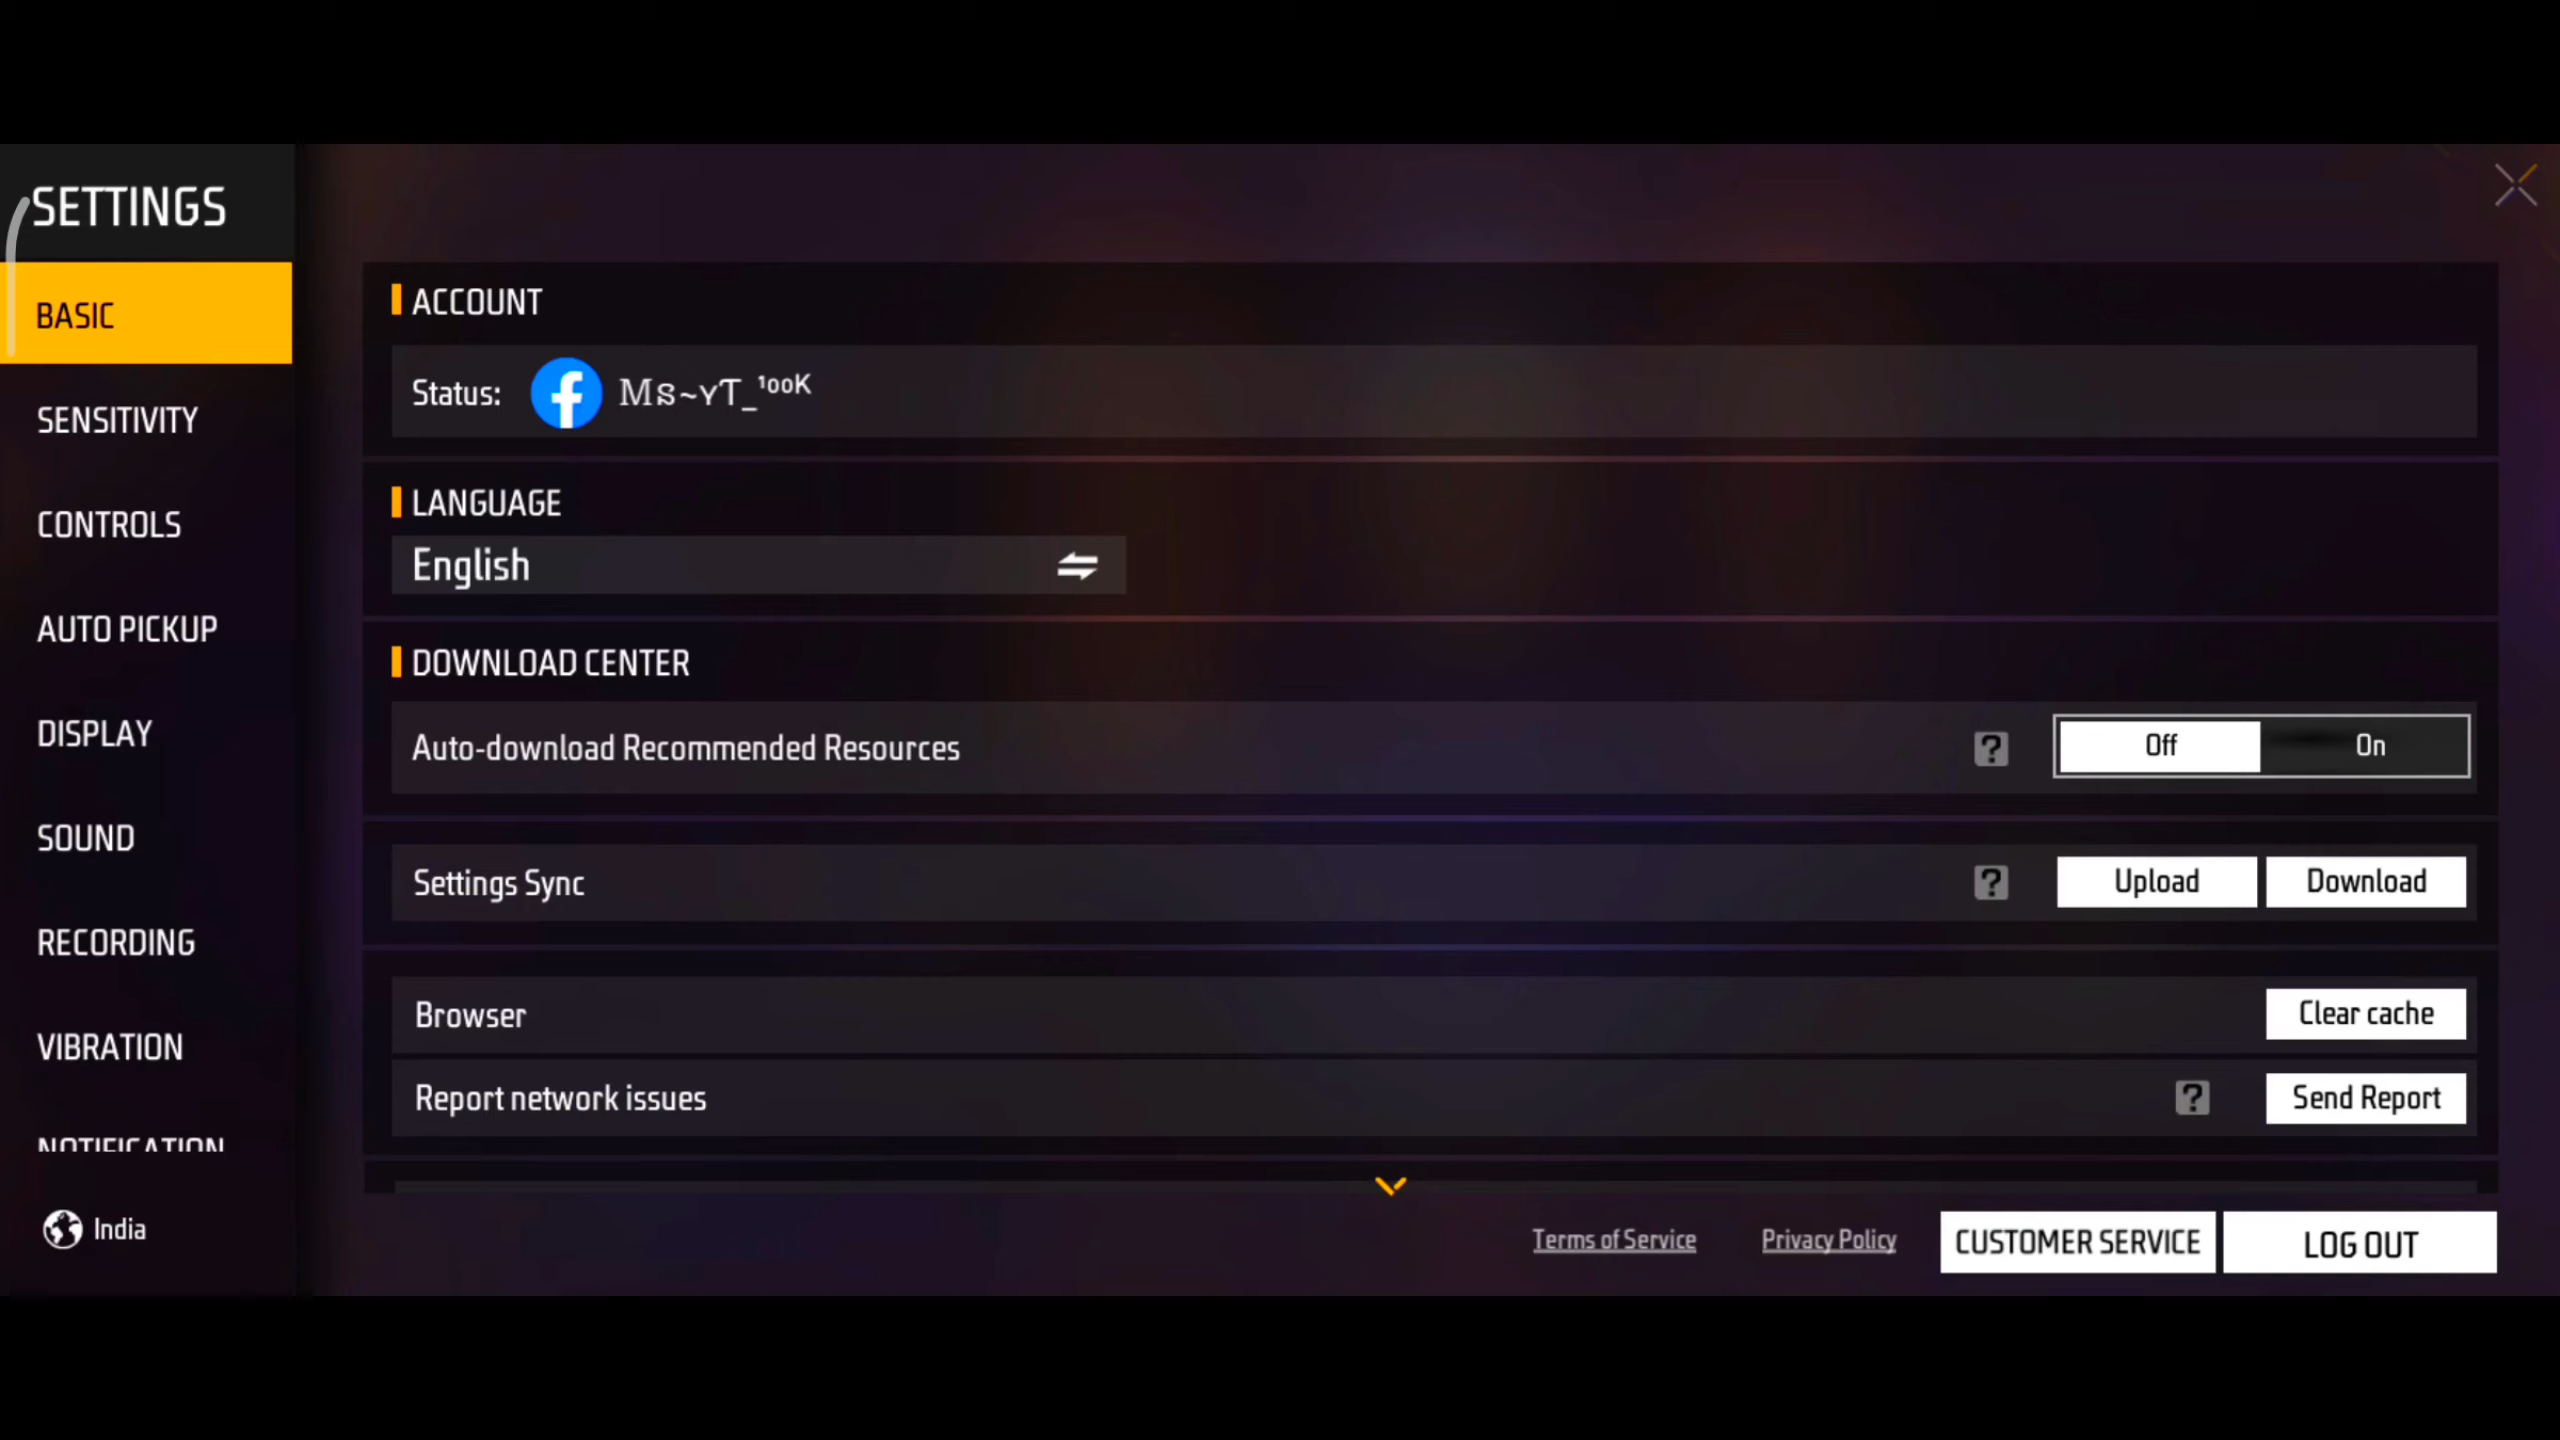 SETTINGS
BASIC
SENSITIVITY
CONTROLS
AUTO PICKUP
DISPLAY
SOUND
RECORDING
VIBRATION
NOTIFICATION
India
ACCOUNT
Status: Ms~ʏT_¹⁰⁰K
LANGUAGE
English
DOWNLOAD CENTER
Auto-download Recommended Resources ? Off On
Settings Sync ? Upload Download
Browser Clear cache
Report network issues ? Send Report
Terms of Service Privacy Policy CUSTOMER SERVICE LOG OUT